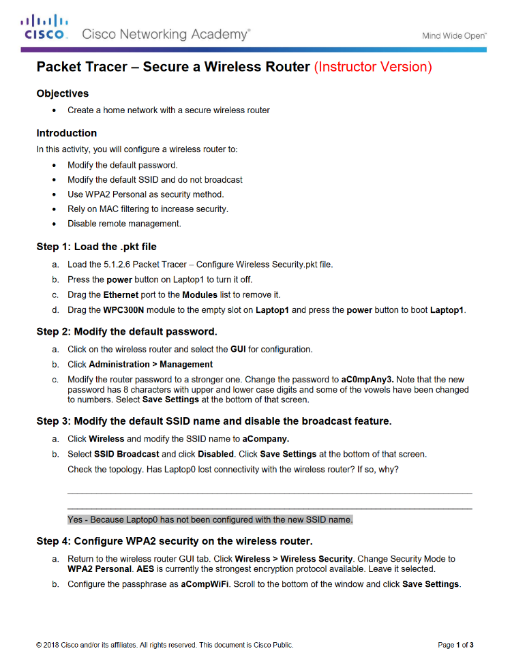 CISCO. Cisco Networking Academy® Mind Wide Open®
Packet Tracer – Secure a Wireless Router (Instructor Version)
Objectives
• Create a home network with a secure wireless router
Introduction
In this activity, you will configure a wireless router to:
• Modify the default password.
• Modify the default SSID and do not broadcast
• Use WPA2 Personal as security method.
• Rely on MAC filtering to increase security.
• Disable remote management.
Step 1: Load the .pkt file
a. Load the 5.1.2.6 Packet Tracer – Configure Wireless Security.pkt file.
b. Press the power button on Laptop1 to turn it off.
c. Drag the Ethernet port to the Modules list to remove it.
d. Drag the WPC300N module to the empty slot on Laptop1 and press the power button to boot Laptop1.
Step 2: Modify the default password.
a. Click on the wireless router and select the GUI for configuration.
b. Click Administration > Management
c. Modify the router password to a stronger one. Change the password to aC0mpAny3. Note that the new
password has 8 characters with upper and lower case digits and some of the vowels have been changed
to numbers. Select Save Settings at the bottom of that screen.
Step 3: Modify the default SSID name and disable the broadcast feature.
a. Click Wireless and modify the SSID name to aCompany.
b. Select SSID Broadcast and click Disabled. Click Save Settings at the bottom of that screen.
Check the topology. Has Laptop0 lost connectivity with the wireless router? If so, why?
Yes - Because Laptop0 has not been configured with the new SSID name.
Step 4: Configure WPA2 security on the wireless router.
a. Return to the wireless router GUI tab. Click Wireless > Wireless Security. Change Security Mode to
WPA2 Personal. AES is currently the strongest encryption protocol available. Leave it selected.
b. Configure the passphrase as aCompWiFi. Scroll to the bottom of the window and click Save Settings.
© 2018 Cisco and/or its affiliates. All rights reserved. This document is Cisco Public. Page 1 of 3